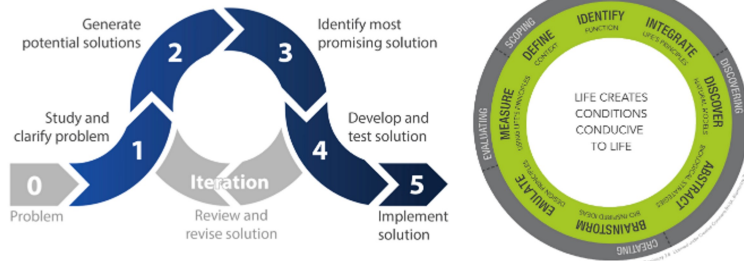 Generate
potential solutions
2
3
Identify most
promising solution
Study and
clarify problem
1
4
Develop and
test solution
0
Problem
Iteration
Review and
revise solution
5
Implement
solution
SCOPING
DEFINE
CONTEXT
IDENTIFY
FUNCTION
INTEGRATE
LIFE'S PRINCIPLES
DISCOVERING
DISCOVER
NATURAL MODELS
ABSTRACT
BIOLOGICAL STRATEGIES
CREATING
BRAINSTORM
BIO-INSPIRED IDEAS
EMULATE
DESIGN PRINCIPLES
EVALUATING
MEASURE
USING LIFE'S PRINCIPLES
LIFE CREATES
CONDITIONS
CONDUCIVE
TO LIFE